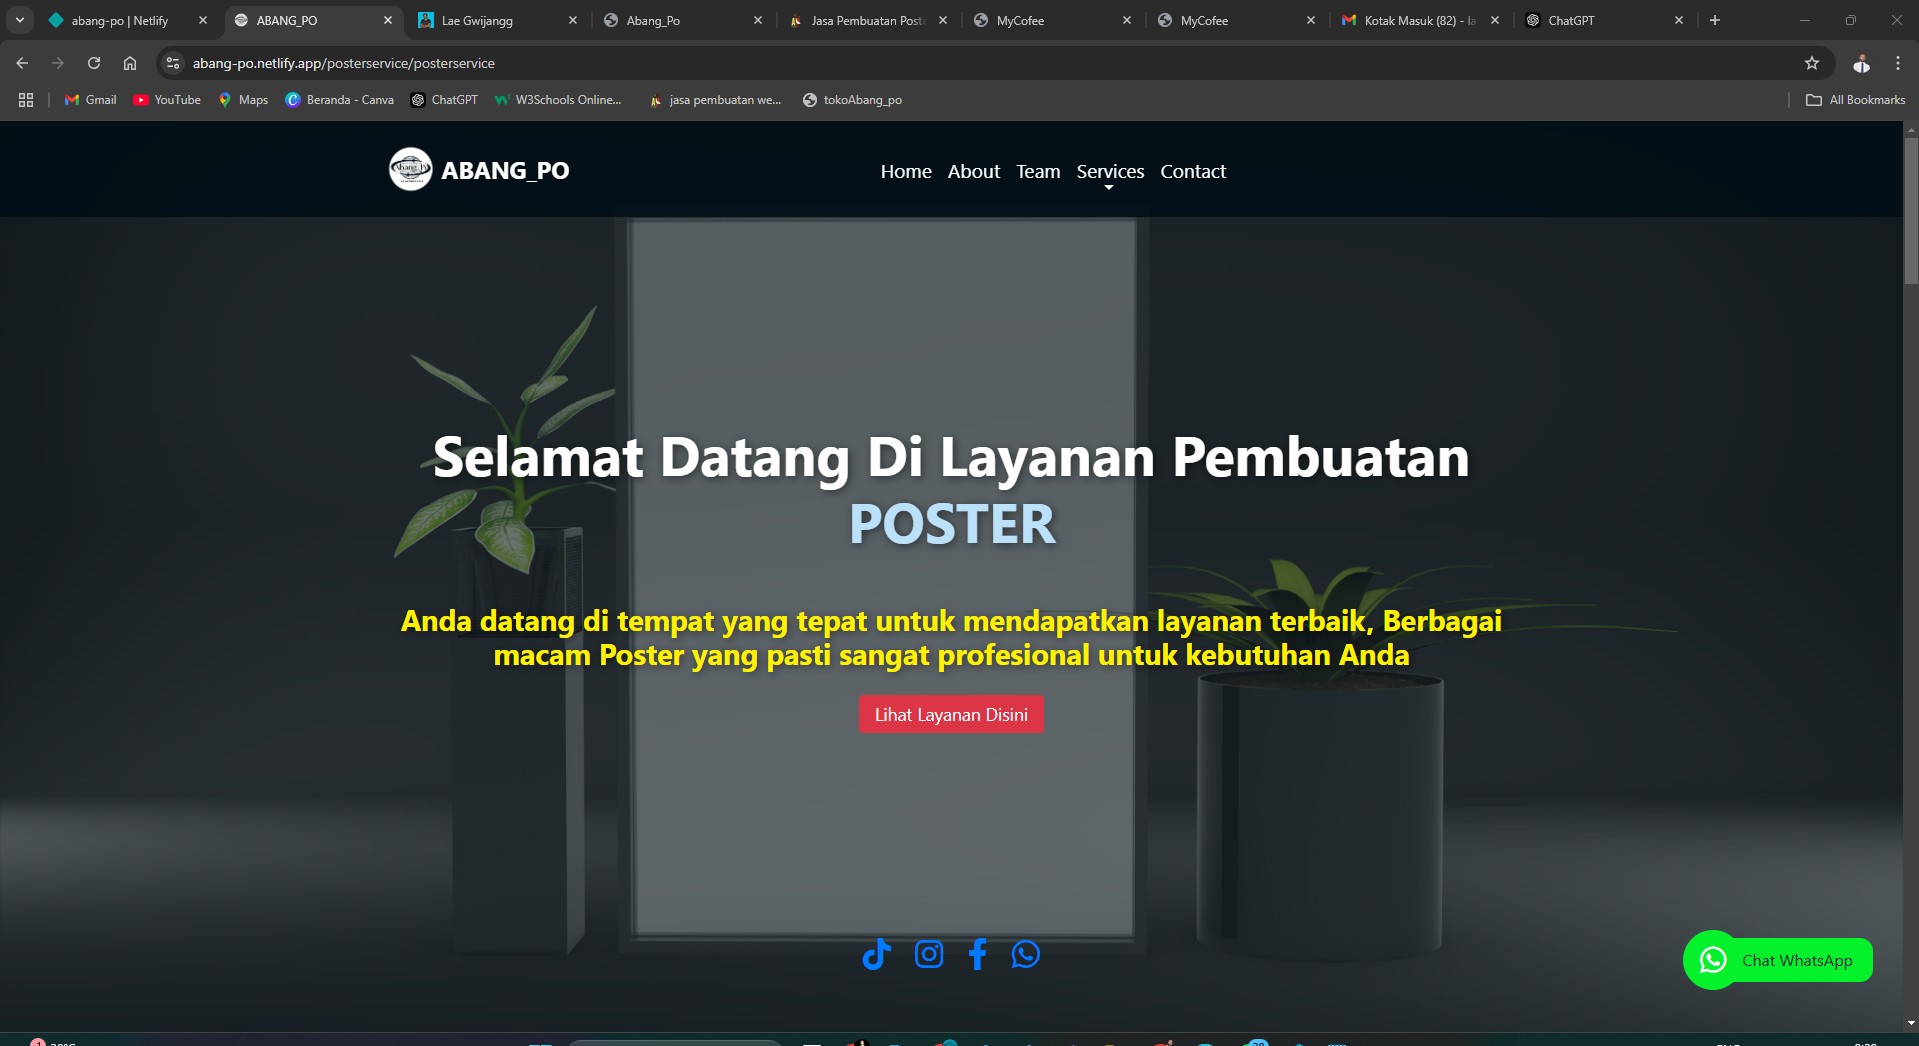 abang-po | Netlify
ABANG_PO
Lae Gwijangg
Abang_Po
Jasa Pembuatan Post
MyCofee
MyCofee
Kotak Masuk (82) - la
ChatGPT
abang-po.netlify.app/posterservice/posterservice
Gmail
YouTube
Maps
Beranda - Canva
ChatGPT
W3Schools Online...
jasa pembuatan we...
tokoAbang_po
All Bookmarks
ABANG_PO
Home
About
Team
Services
Contact
Selamat Datang Di Layanan Pembuatan
POSTER
Anda datang di tempat yang tepat untuk mendapatkan layanan terbaik, Berbagai
macam Poster yang pasti sangat profesional untuk kebutuhan Anda
Lihat Layanan Disini
Chat WhatsApp